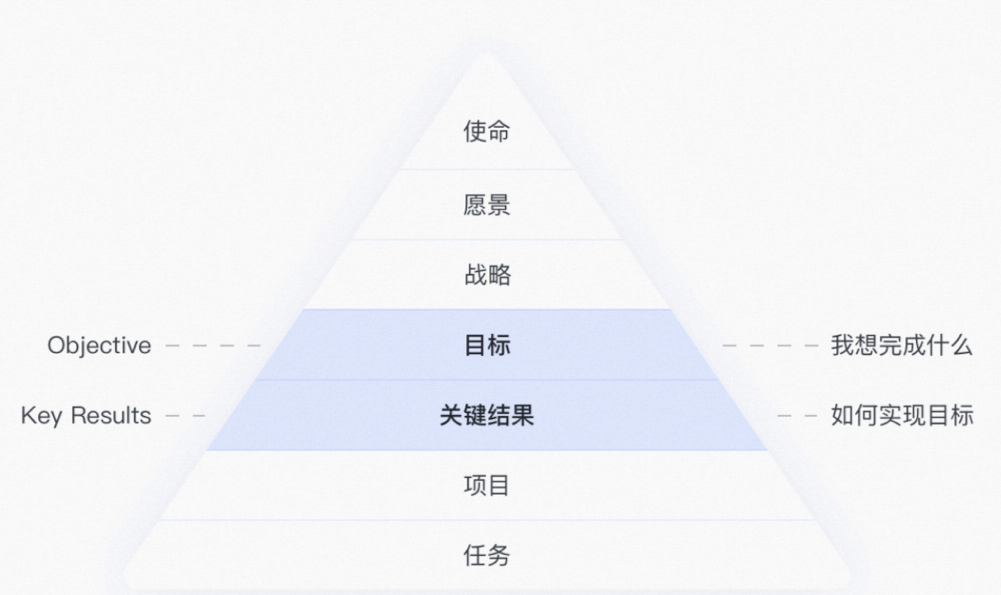 使命
愿景
战略
Objective 目标 我想完成什么
Key Results 关键结果 如何实现目标
项目
任务